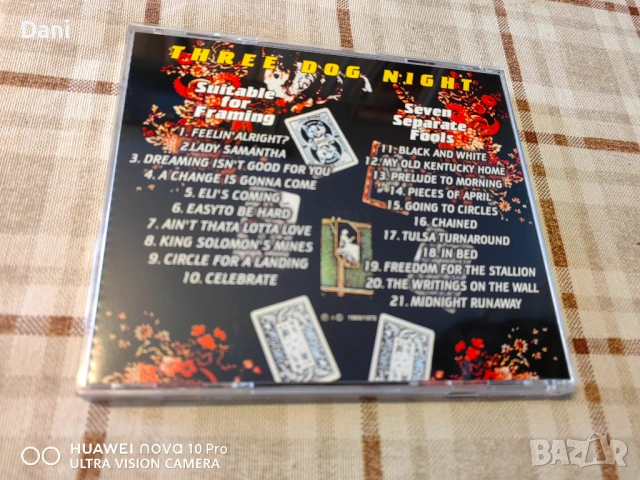 Dani
THREE DOG NIGHT
Suitable
for
Framing
1. FEELIN' ALRIGHT?
2. LADY SAMANTHA
3. DREAMING ISN'T GOOD FOR YOU
4. A CHANGE IS GONNA COME
5. ELI'S COMING
6. EASYTO BE HARD
7. AIN'T THATA LOTTA LOVE
8. KING SOLOMON'S MINES
9. CIRCLE FOR A LANDING
10. CELEBRATE
Seven
Separate
Fools
11: BLACK AND WHITE
12. MY OLD KENTUCKY HOME
13. PRELUDE TO MORNING
14. PIECES OF APRIL
15. GOING TO CIRCLES
16. CHAINED
17. TULSA TURNAROUND
18. IN BED
19. FREEDOM FOR THE STALLION
20. THE WRITINGS ON THE WALL
21. MIDNIGHT RUNAWAY
HUAWEI nova 10 Pro
ULTRA VISION CAMERA
BAZAR